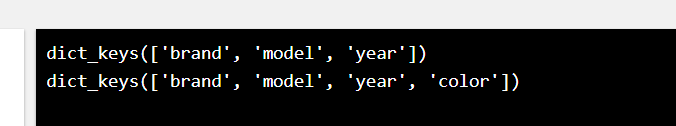 dict_keys(['brand', 'model', 'year'])
dict_keys(['brand', 'model', 'year', 'color'])